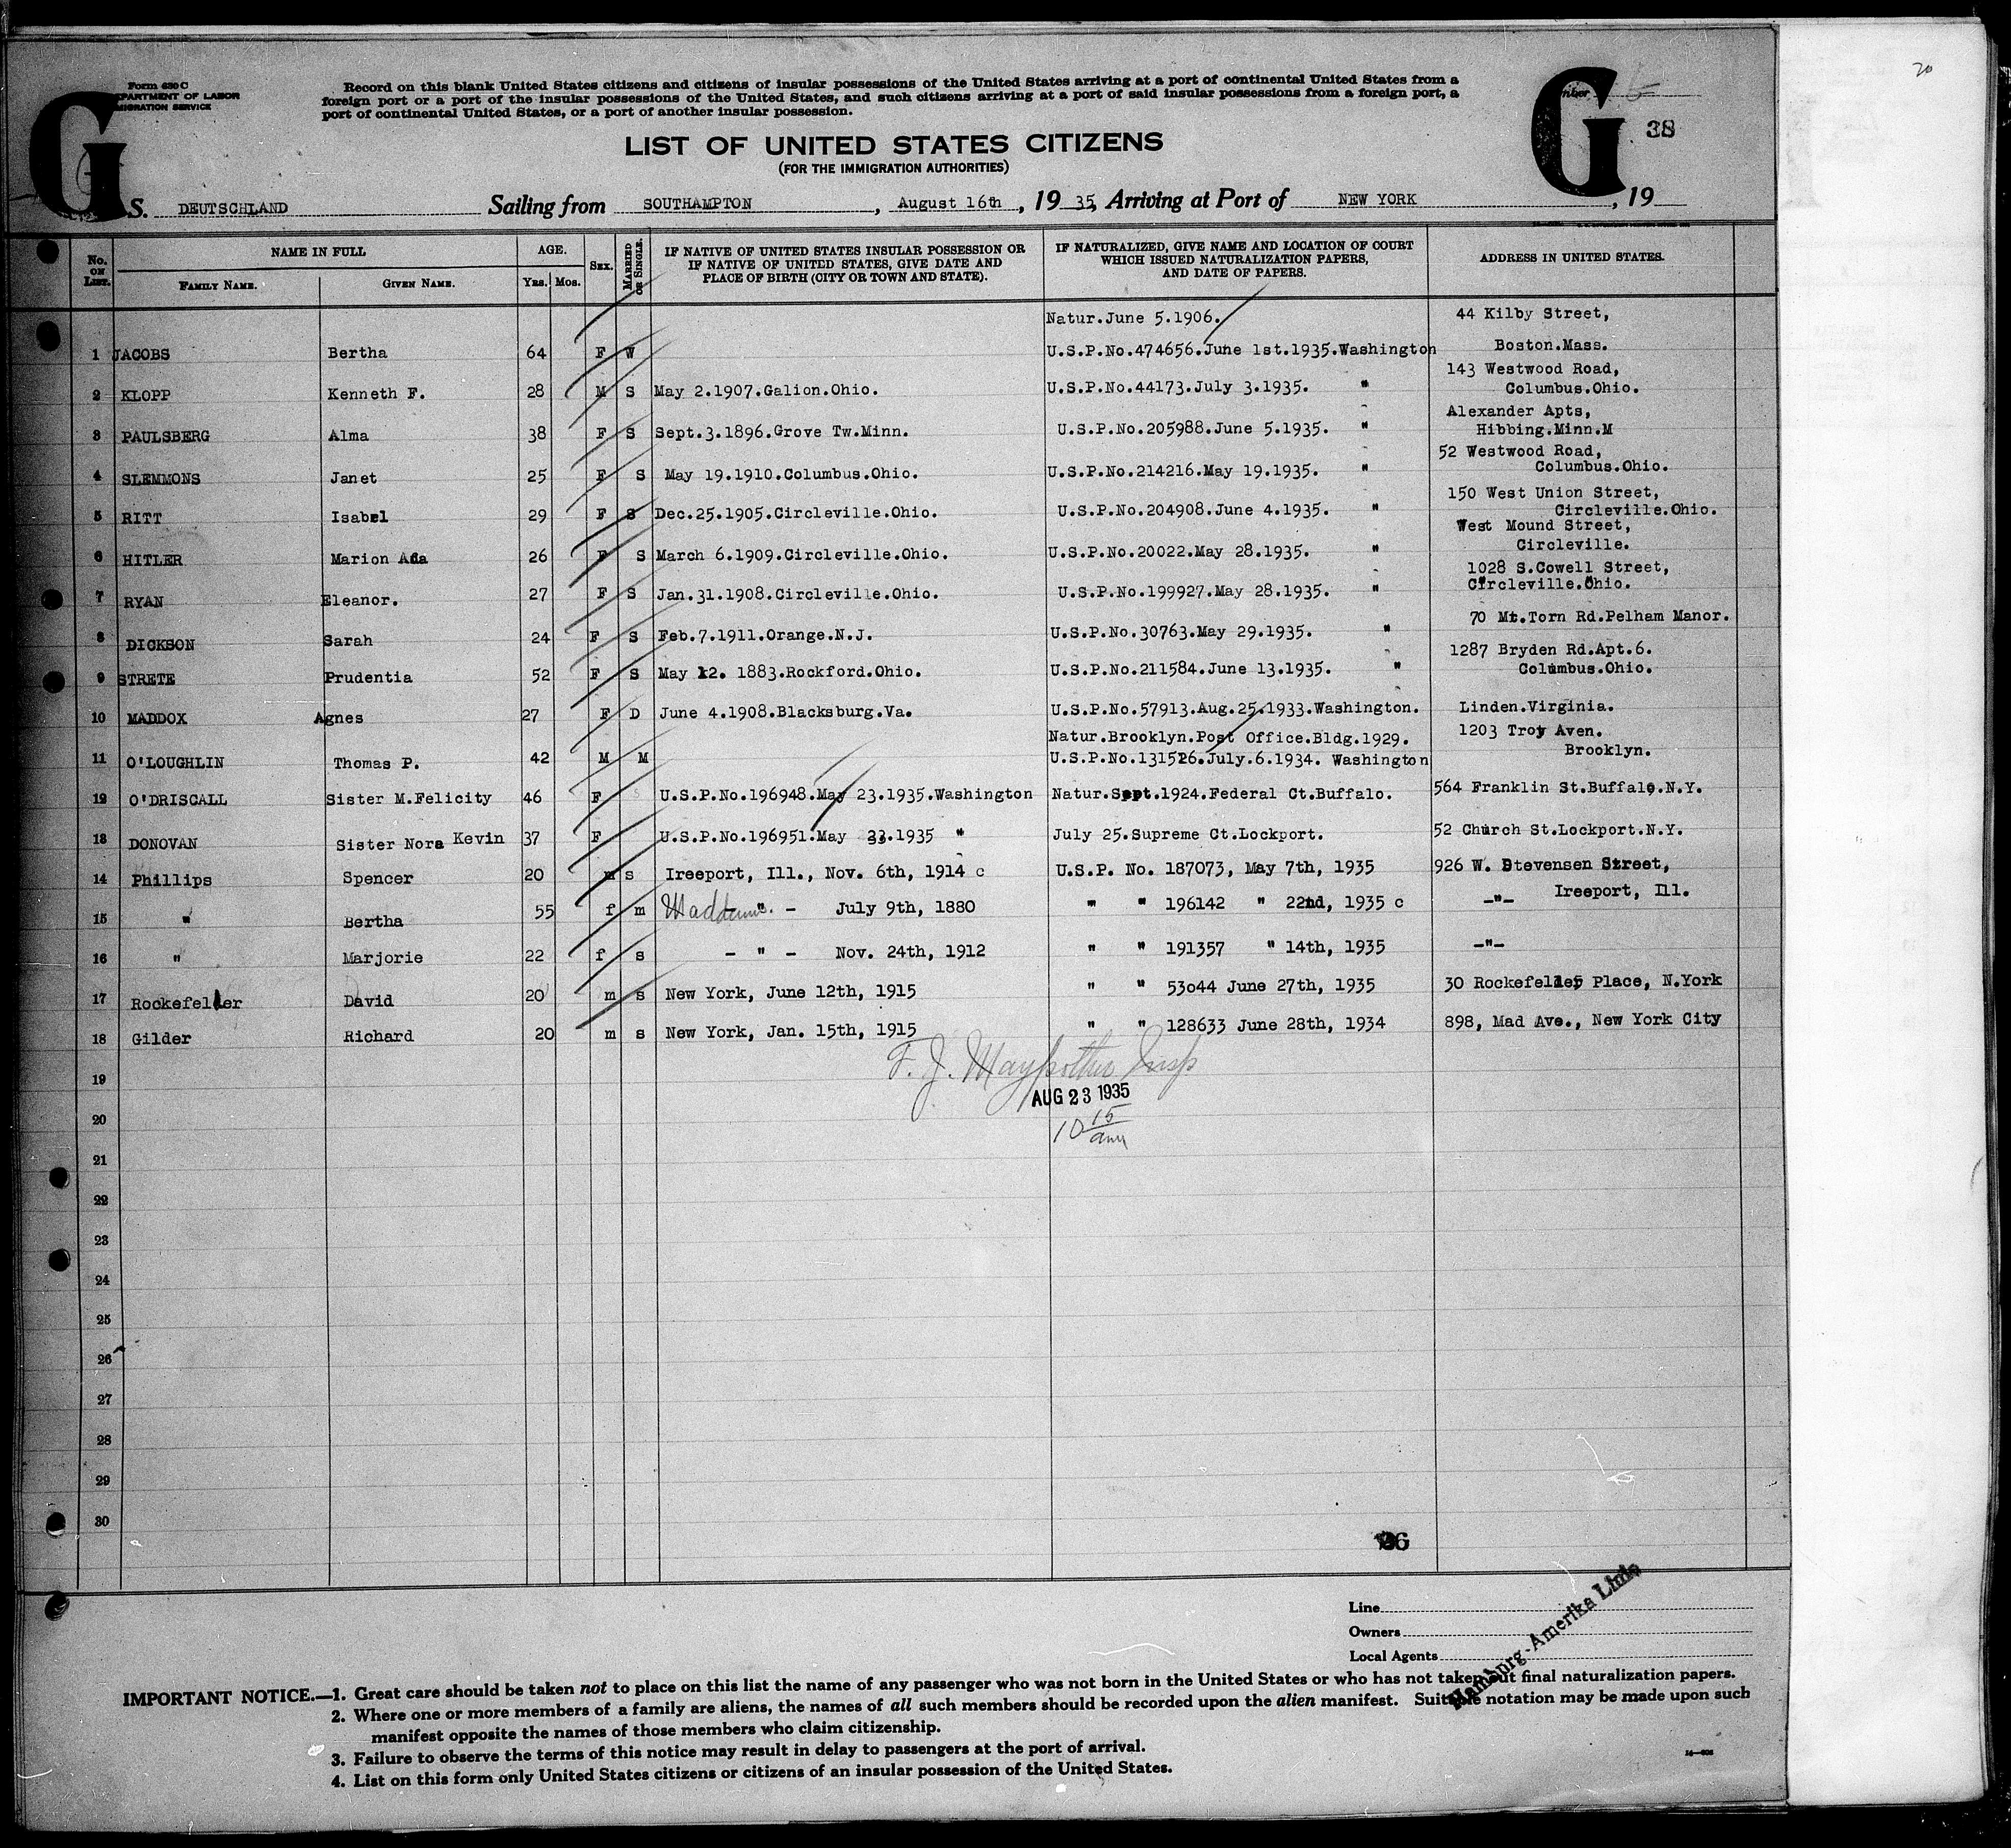 20
Form 630 C
DEPARTMENT OF LABOR
IMMIGRATION SERVICE
G
Record on this blank United States citizens and citizens of insular possessions of the United States arriving at a port of continental United States from a
foreign port or a port of the insular possessions of the United States, and such citizens arriving at a port of said insular possessions from a foreign port, a
port of continental United States, or a port of another insular possession.
G
5
38
LIST OF UNITED STATES CITIZENS
(FOR THE IMMIGRATION AUTHORITIES)
S. DEUTSCHLAND Sailing from SOUTHAMPTON, August 16th, 19 35, Arriving at Port of NEW YORK, 19
No. ON LIST. NAME IN FULL FAMILY NAME. GIVEN NAME. AGE. YRS. MOS. SEX. MARRIED OR SINGLE. IF NATIVE OF UNITED STATES INSULAR POSSESSION OR IF NATIVE OF UNITED STATES, GIVE DATE AND PLACE OF BIRTH (CITY OR TOWN AND STATE). IF NATURALIZED, GIVE NAME AND LOCATION OF COURT WHICH ISSUED NATURALIZATION PAPERS, AND DATE OF PAPERS. ADDRESS IN UNITED STATES.
Natur.June 5.1906. 44 Kilby Street,
1 JACOBS Bertha 64 F W U.S.P.No.474656.June 1st.1935.Washington Boston.Mass.
143 Westwood Road,
2 KLOPP Kenneth F. 28 M S May 2.1907.Galion.Ohio. U.S.P.No.44173.July 3.1935. " Columbus.Ohio.
Alexander Apts,
3 PAULSBERG Alma 38 F S Sept.3.1896.Grove Tw.Minn. U.S.P.No.205988.June 5.1935. " Hibbing.Minn.M
52 Westwood Road,
4 SLEMMONS Janet 25 F S May 19.1910.Columbus.Ohio. U.S.P.No.214216.May 19.1935. " Columbus.Ohio.
150 West Union Street,
5 RITT Isabel 29 F S Dec.25.1905.Circleville.Ohio. U.S.P.No.204908.June 4.1935. " Circleville.Ohio.
West Mound Street,
6 HITLER Marion Ada 26 F S March 6.1909.Circleville.Ohio. U.S.P.No.20022.May 28.1935. " Circleville.
1028 S.Cowell Street,
7 RYAN Eleanor. 27 F S Jan.31.1908.Circleville.Ohio. U.S.P.No.199927.May 28.1935. " Circleville.Ohio.
70 Mt.Torn Rd.Pelham Manor.
8 DICKSON Sarah 24 F S Feb.7.1911.Orange.N.J. U.S.P.No.30763.May 29.1935. "
1287 Bryden Rd.Apt.6.
9 STRETE Prudentia 52 F S May 12. 1883.Rockford.Ohio. U.S.P.No.211584.June 13.1935. " Columbus.Ohio.
10 MADDOX Agnes 27 F D June 4.1908.Blacksburg.Va. U.S.P.No.57913.Aug.25.1933.Washington. Linden.Virginia.
Natur.Brooklyn.Post Office.Bldg.1929. 1203 Troy Aven.
11 O'LOUGHLIN Thomas P. 42 M M U.S.P.No.131526.July.6.1934. Washington Brooklyn.
12 O'DRISCALL Sister M.Felicity 46 F S U.S.P.No.196948.May 23.1935.Washington Natur.Sept.1924.Federal Ct.Buffalo. 564 Franklin St.Buffalo.N.Y.
13 DONOVAN Sister Nora Kevin 37 F U.S.P.No.196951.May 23.1935 " July 25.Supreme Ct.Lockport. 52 Church St.Lockport.N.Y.
14 Phillips Spencer 20 m s Ireeport, Ill., Nov. 6th, 1914 c U.S.P. No. 187073, May 7th, 1935 926 W. Stevensen Street,
Ireeport, Ill.
15 " Bertha 55 f m - " - July 9th, 1880 " " 196142 " 22nd, 1935 c -"-
16 " Marjorie 22 f s - " - Nov. 24th, 1912 " " 191357 " 14th, 1935 -"-
17 Rockefeller David 20 m s New York, June 12th, 1915 " " 53044 June 27th, 1935 30 Rockefeller Place, N.York
18 Gilder Richard 20 m s New York, Jan. 15th, 1915 " " 128633 June 28th, 1934 898, Mad Ave., New York City
F. J. Maypother Insp
19
AUG 23 1935
20
10 15 am
21
22
23
24
25
26
27
28
29
30
Line
Owners
Local Agents
Hamburg-Amerika Linie
IMPORTANT NOTICE.—1. Great care should be taken not to place on this list the name of any passenger who was not born in the United States or who has not taken out final naturalization papers.
2. Where one or more members of a family are aliens, the names of all such members should be recorded upon the alien manifest. Suitable notation may be made upon such
manifest opposite the names of those members who claim citizenship.
3. Failure to observe the terms of this notice may result in delay to passengers at the port of arrival.
4. List on this form only United States citizens or citizens of an insular possession of the United States.